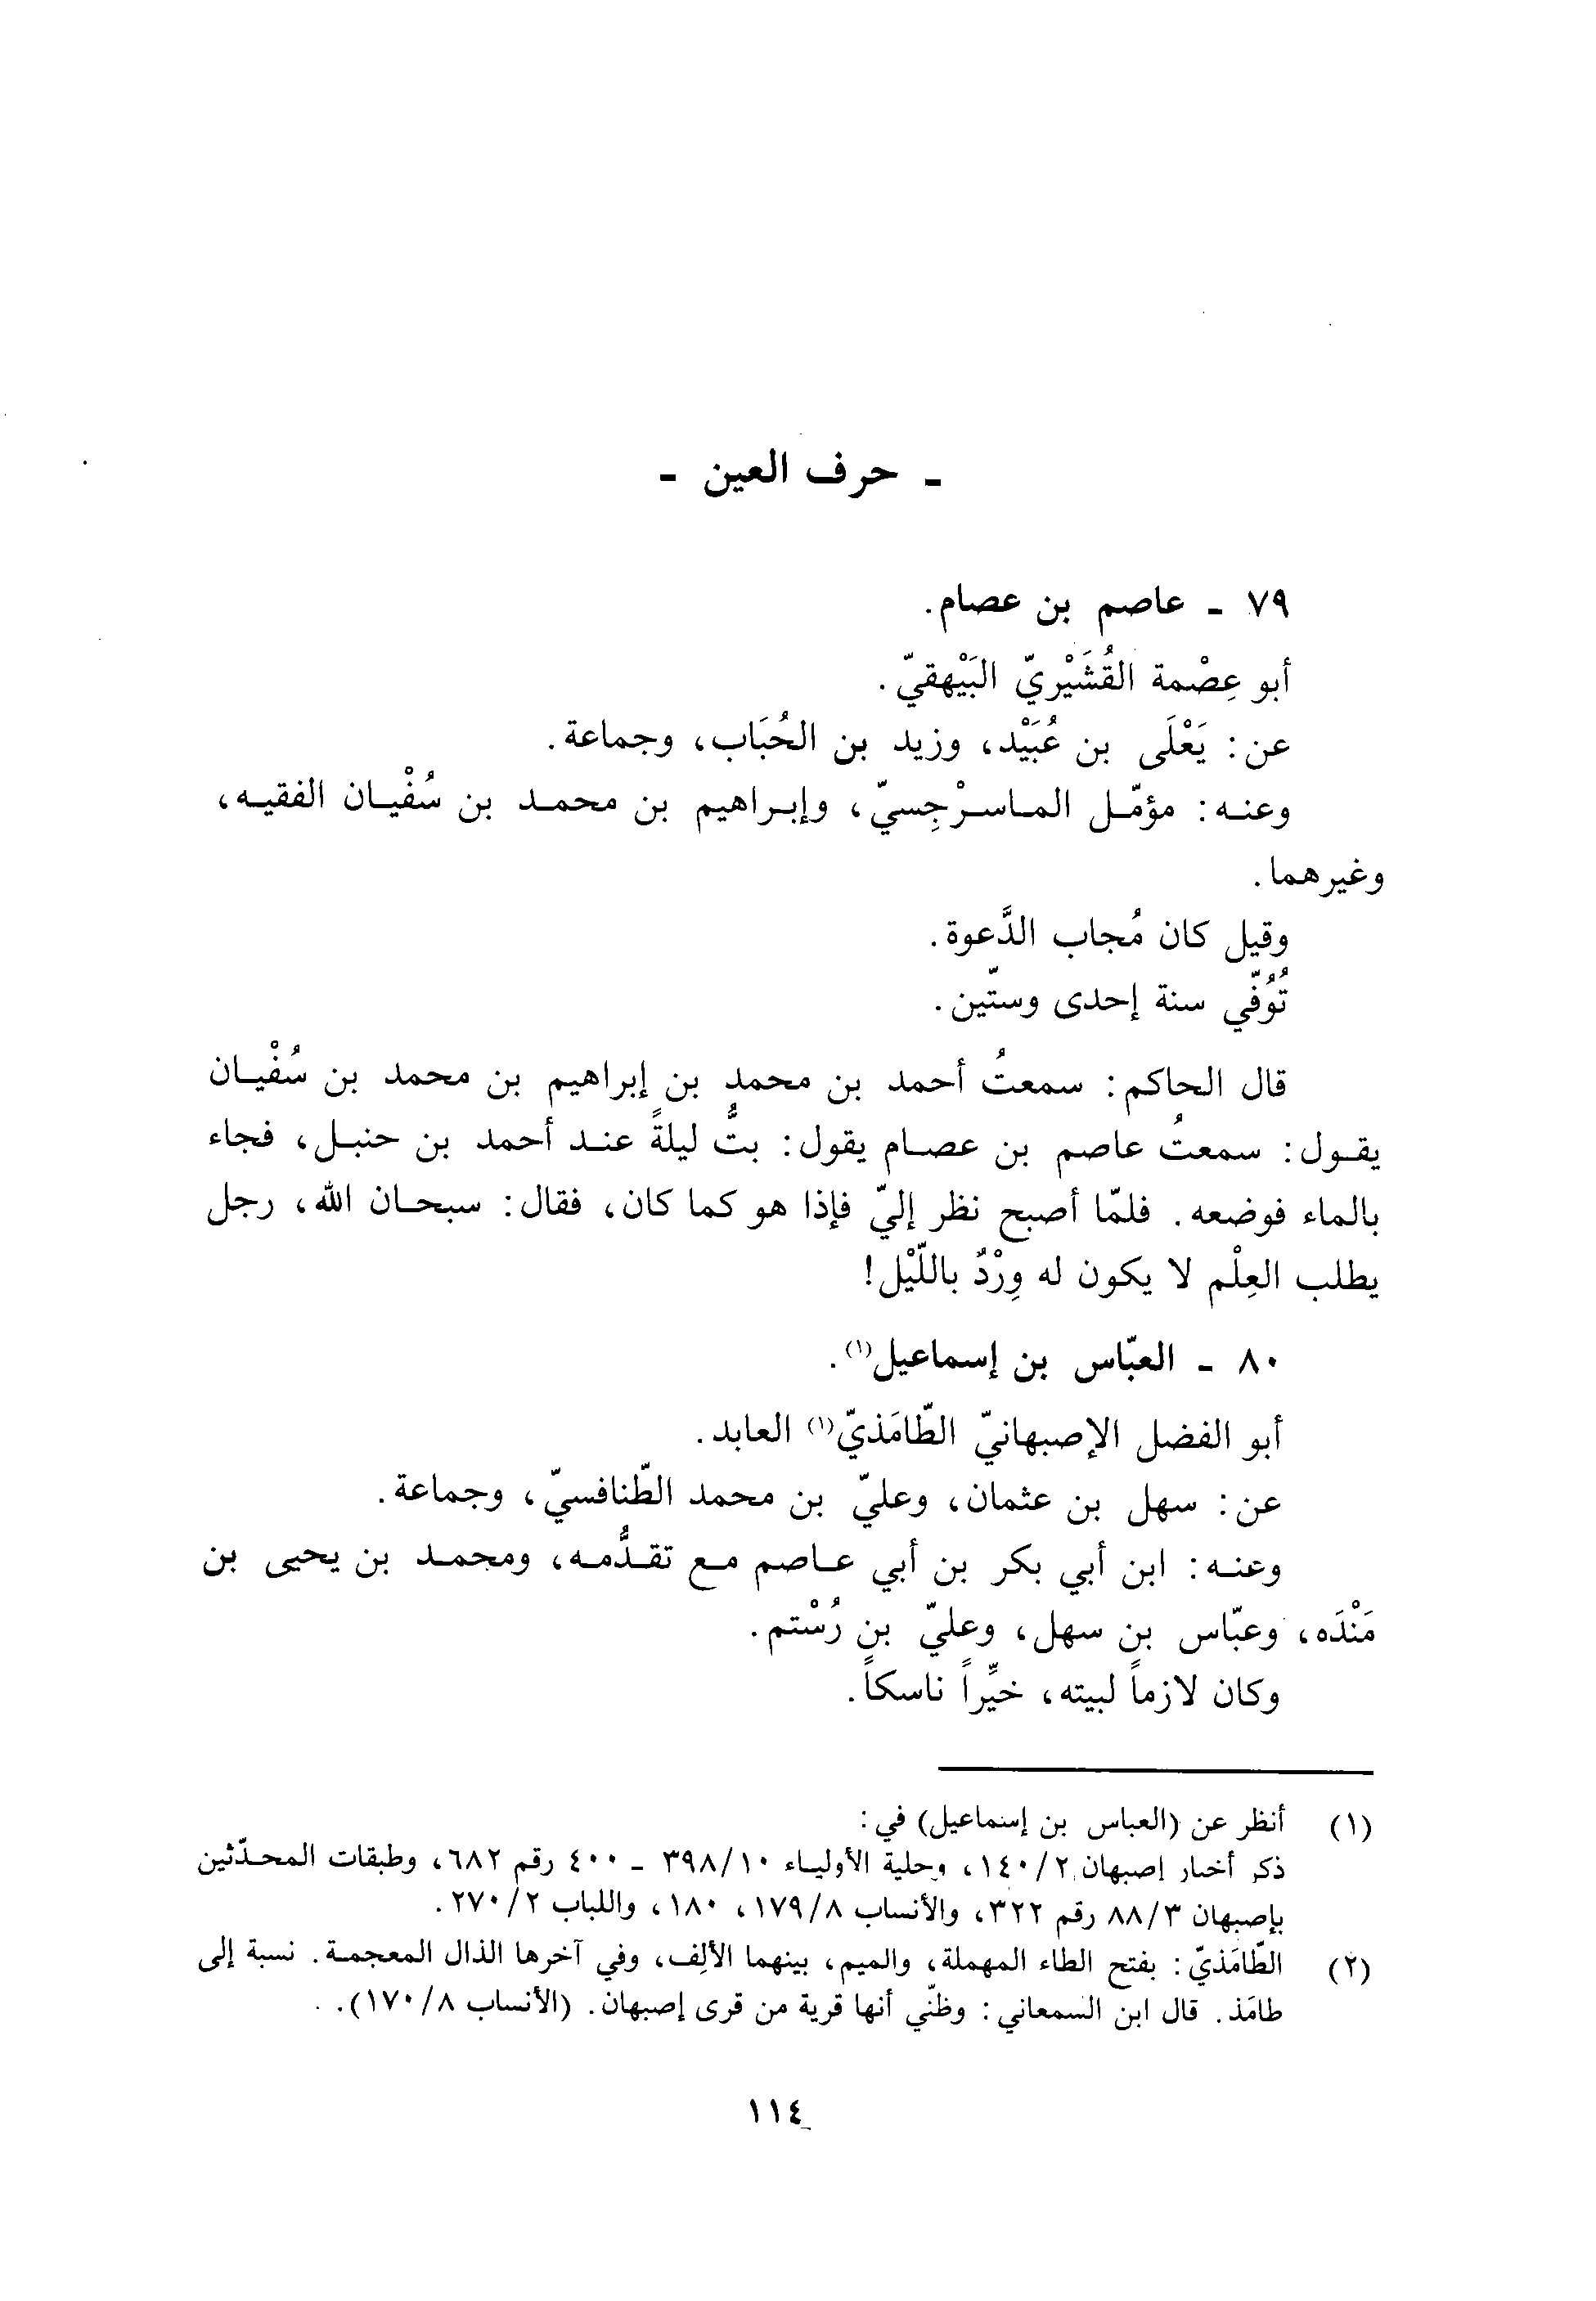 ـ حرف العين ـ
٧٩ ـ عاصم بن عصام.
أبو عِصْمة القُشَيْريّ البَيْهقيّ.
عن: يَعْلَى بن عُبَيْد، وزيد بن الحُبَاب، وجماعة.
وعنه: مؤمّل الماسرْجِسيّ، وإبراهيم بن محمد بن سُفْيان الفقيه،
وغيرهما.
وقيل كان مُجاب الدَّعوة.
تُوُفّي سنة إحدى وستّين.
قال الحاكم: سمعتُ أحمد بن محمد بن إبراهيم بن محمد بن سُفْيان
يقول: سمعتُ عاصم بن عصام يقول: بتُّ ليلةً عند أحمد بن حنبل، فجاء
بالماء فوضعه. فلمّا أصبح نظر إليّ فإذا هو كما كان، فقال: سبحان الله، رجل
يطلب العِلْم لا يكون له وِرْدٌ باللّيْل!
٨٠ ـ العبّاس بن إسماعيل(١).
أبو الفضل الإصبهانيّ الطّامَذيّ(١) العابد.
عن: سهل بن عثمان، وعليّ بن محمد الطّنافسيّ، وجماعة.
وعنه: ابن أبي بكر بن أبي عاصم مع تقدُّمه، ومحمد بن يحيى بن
مَنْدَه، وعبّاس بن سهل، وعليّ بن رُسْتم.
وكان لازماً لبيته، خيِّراً ناسكاً.
(١) أنظر عن (العباس بن إسماعيل) في:
ذكر أخبار إصبهان ١٤٠/٢، وحلية الأولياء ٣٩٨/١٠ ـ ٤٠٠ رقم ٦٨٢، وطبقات المحدّثين
بإصبهان ٨٨/٣ رقم ٣٢٢، والأنساب ١٧٩/٨، ١٨٠، واللباب ٢٧٠/٢.
(٢) الطّامَذيّ: بفتح الطاء المهملة، والميم، بينهما الألِف، وفي آخرها الذال المعجمة. نسبة إلى
طامَذ. قال ابن السمعاني: وظنّي أنها قرية من قرى إصبهان. (الأنساب ١٧٠/٨).
١١٤